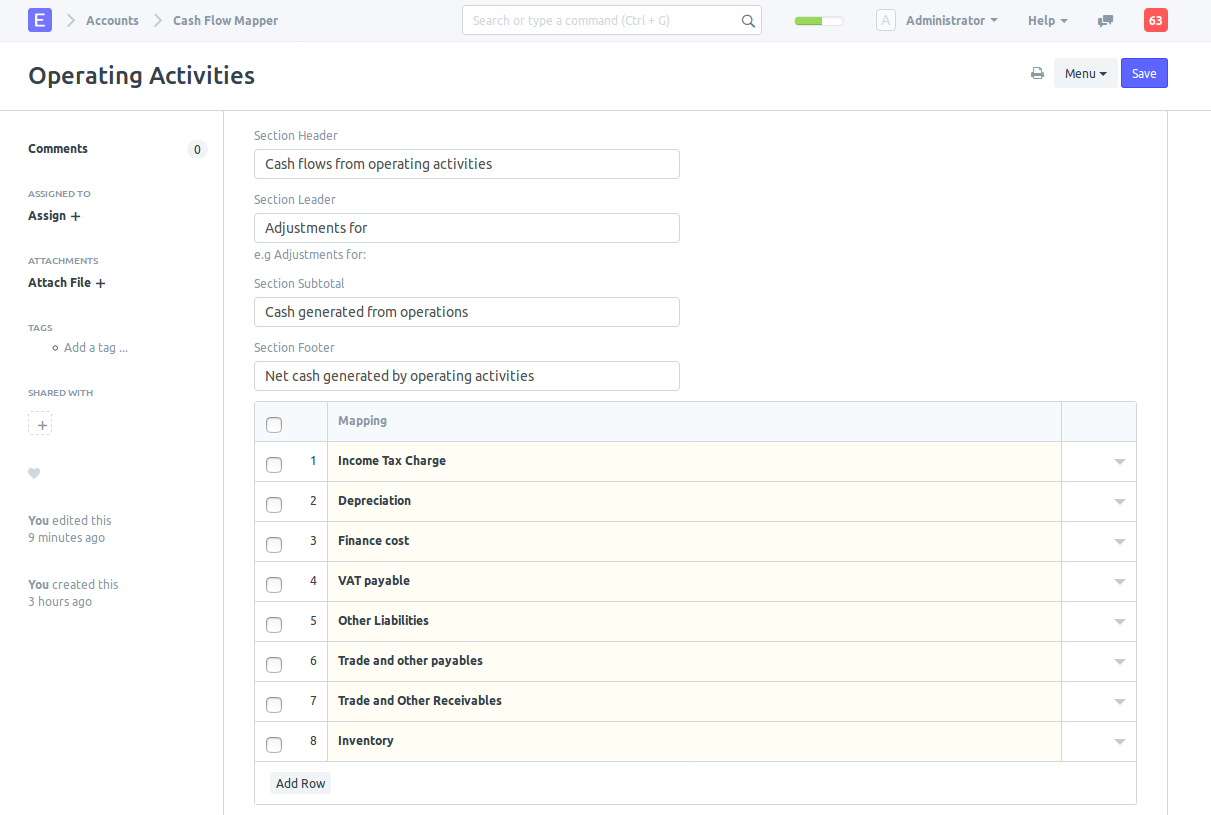 E Accounts Cash Flow Mapper Search or type a command (Ctrl + G) A Administrator Help 63
Operating Activities Menu Save
Comments 0
ASSIGNED TO
Assign +
ATTACHMENTS
Attach File +
TAGS
Add a tag ...
SHARED WITH
+
You edited this
9 minutes ago
You created this
3 hours ago
Section Header
Cash flows from operating activities
Section Leader
Adjustments for
e.g Adjustments for:
Section Subtotal
Cash generated from operations
Section Footer
Net cash generated by operating activities
Mapping
1 Income Tax Charge
2 Depreciation
3 Finance cost
4 VAT payable
5 Other Liabilities
6 Trade and other payables
7 Trade and Other Receivables
8 Inventory
Add Row